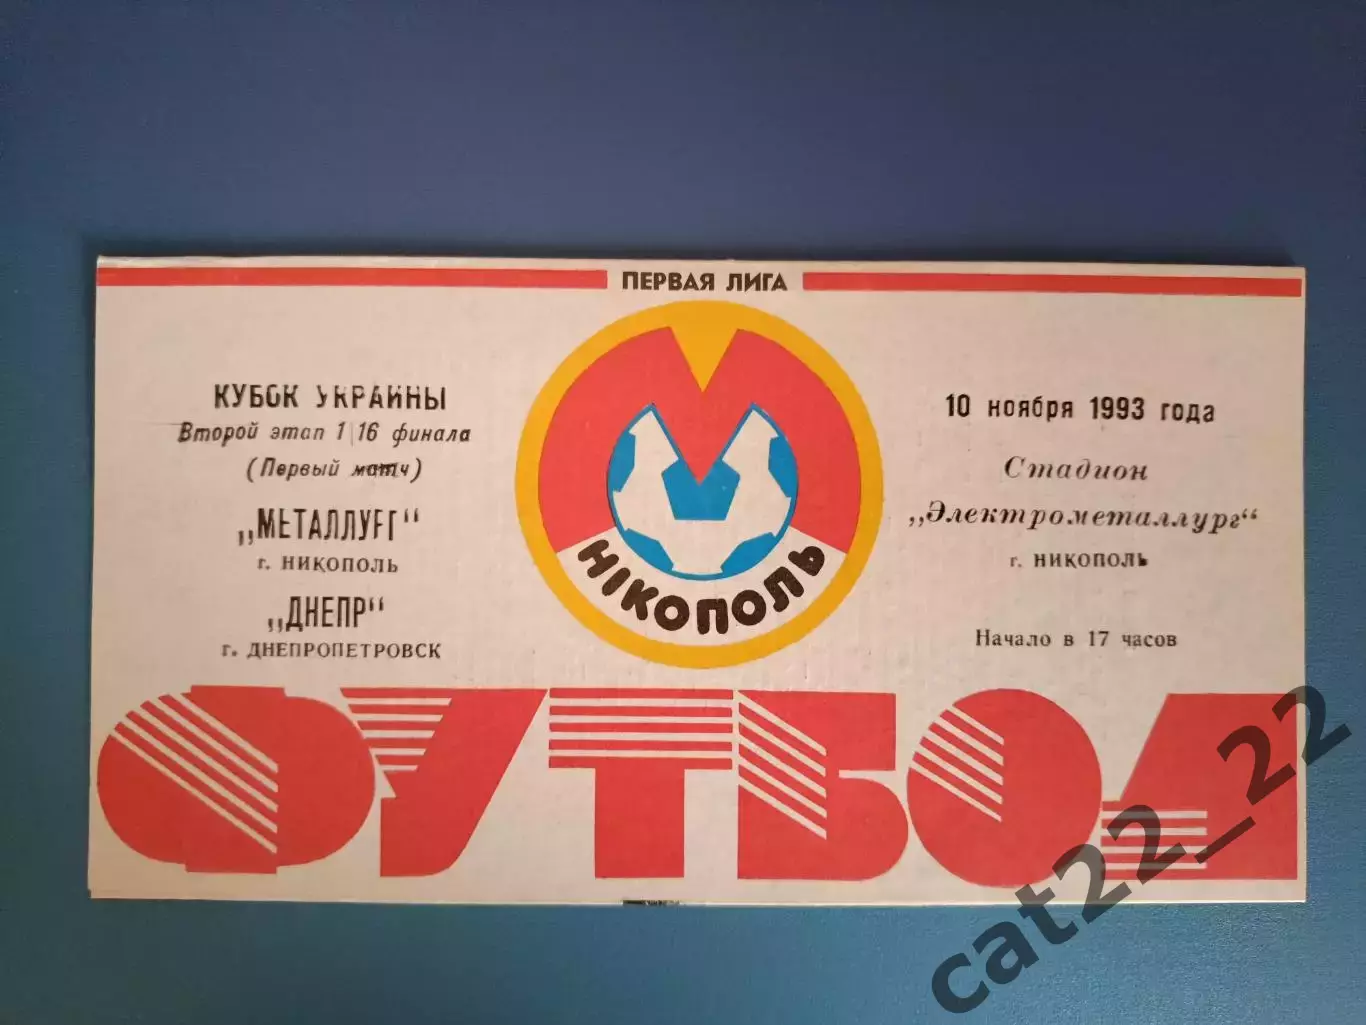 ПЕРВАЯ ЛИГА
КУБОК УКРАИНЫ
Второй этап 1|16 финала
(Первый матч)
„МЕТАЛЛУРГ“
г. НИКОПОЛЬ
„ДНЕПР“
г. ДНЕПРОПЕТРОВСК
НІКОПОЛЬ
10 ноября 1993 года
Стадион
„Электрометаллург“
г. НИКОПОЛЬ
Начало в 17 часов
ФУТБОЛ
cat22_22